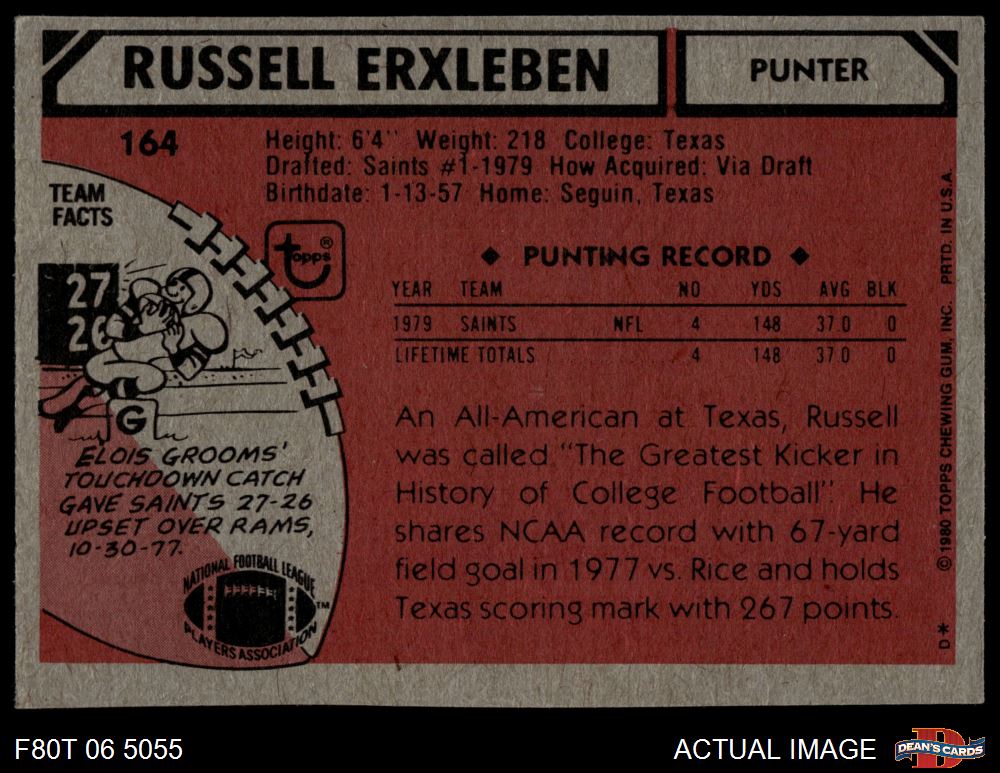 RUSSELL ERXLEBEN
PUNTER
164
Height: 6'4" Weight: 218 College: Texas
Drafted: Saints #1-1979 How Acquired: Via Draft
Birthdate: 1-13-57 Home: Seguin, Texas
TEAM
FACTS
27
26
G
ELOIS GROOMS'
TOUCHDOWN CATCH
GAVE SAINTS 27-26
UPSET OVER RAMS,
10-30-77.
NATIONAL FOOTBALL LEAGUE
PLAYERS ASSOCIATION
TM
topps®
◆ PUNTING RECORD ◆
YEAR TEAM NO YDS AVG BLK
1979 SAINTS NFL 4 148 37.0 0
LIFETIME TOTALS 4 148 37.0 0
An All-American at Texas, Russell
was called "The Greatest Kicker in
History of College Football". He
shares NCAA record with 67-yard
field goal in 1977 vs. Rice and holds
Texas scoring mark with 267 points.
D* © 1980 TOPPS CHEWING GUM, INC. PRTD. IN U.S.A.
F80T 06 5055
ACTUAL IMAGE
D
DEAN'S CARDS